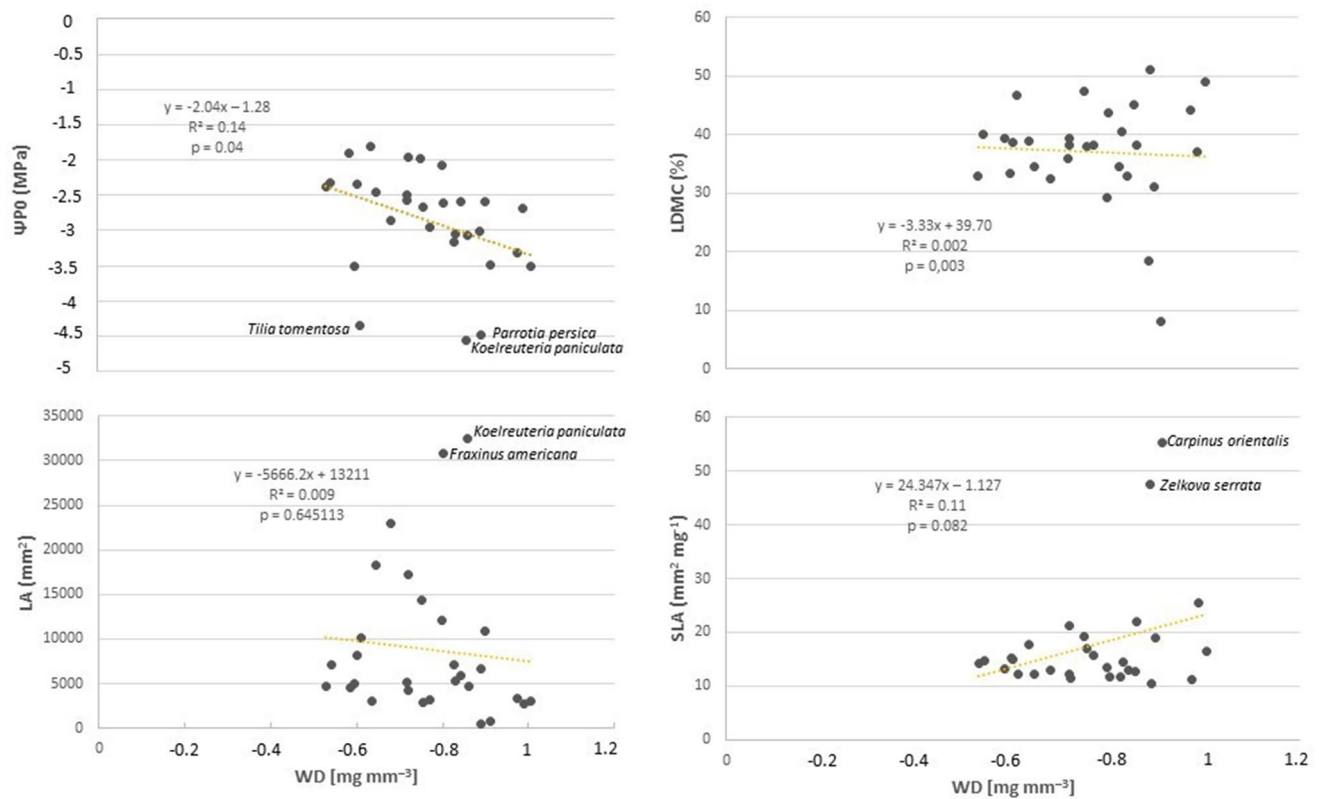 0
-0.5
-1
-1.5
-2
-2.5
-3
-3.5
-4
-4.5
-5
ΨP0 (MPa)
y = -2.04x – 1.28
R² = 0.14
p = 0.04
Tilia tomentosa
Parrotia persica
Koelreuteria paniculata
60
50
40
30
20
10
0
LDMC (%)
y = -3.33x + 39.70
R² = 0.002
p = 0,003
35000
30000
25000
20000
15000
10000
5000
0
LA (mm²)
Koelreuteria paniculata
Fraxinus americana
y = -5666.2x + 13211
R² = 0.009
p = 0.645113
0 -0.2 -0.4 -0.6 -0.8 1 1.2
WD [mg mm⁻³]
60
50
40
30
20
10
0
SLA (mm² mg⁻¹)
Carpinus orientalis
Zelkova serrata
y = 24.347x – 1.127
R² = 0.11
p = 0.082
0 -0.2 -0.4 -0.6 -0.8 1 1.2
WD [mg mm⁻³]